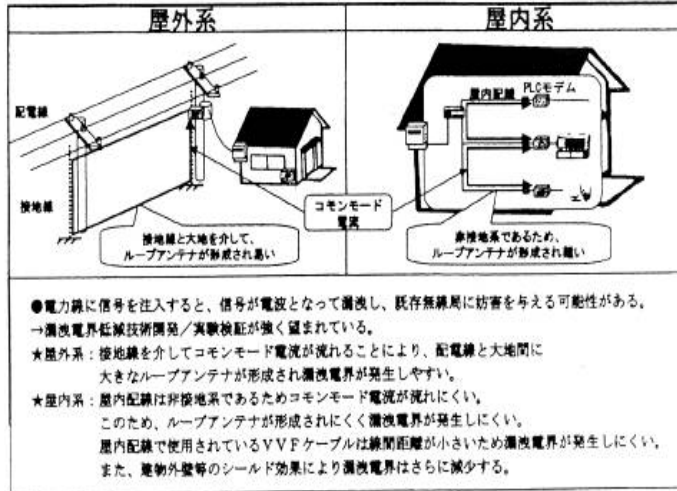 屋外系
屋内系
配電線
接地線
屋内配線
PLCモデム
コモンモード
電流
接地線と大地を介して、
ループアンテナが形成され易い
非接地系であるため、
ループアンテナが形成され難い
●電力線に信号を注入すると、信号が電波となって漏洩し、既存無線局に妨害を与える可能性がある。
→漏洩電界低減技術開発／実験検証が強く望まれている。
★屋外系：接地線を介してコモンモード電流が流れることにより、配電線と大地間に
大きなループアンテナが形成され漏洩電界が発生しやすい。
★屋内系：屋内配線は非接地系であるためコモンモード電流が流れにくい。
このため、ループアンテナが形成されにくく漏洩電界が発生しにくい。
屋内配線で使用されているＶＶＦケーブルは線間距離が小さいため漏洩電界が発生しにくい。
また、建物外壁等のシールド効果により漏洩電界はさらに減少する。